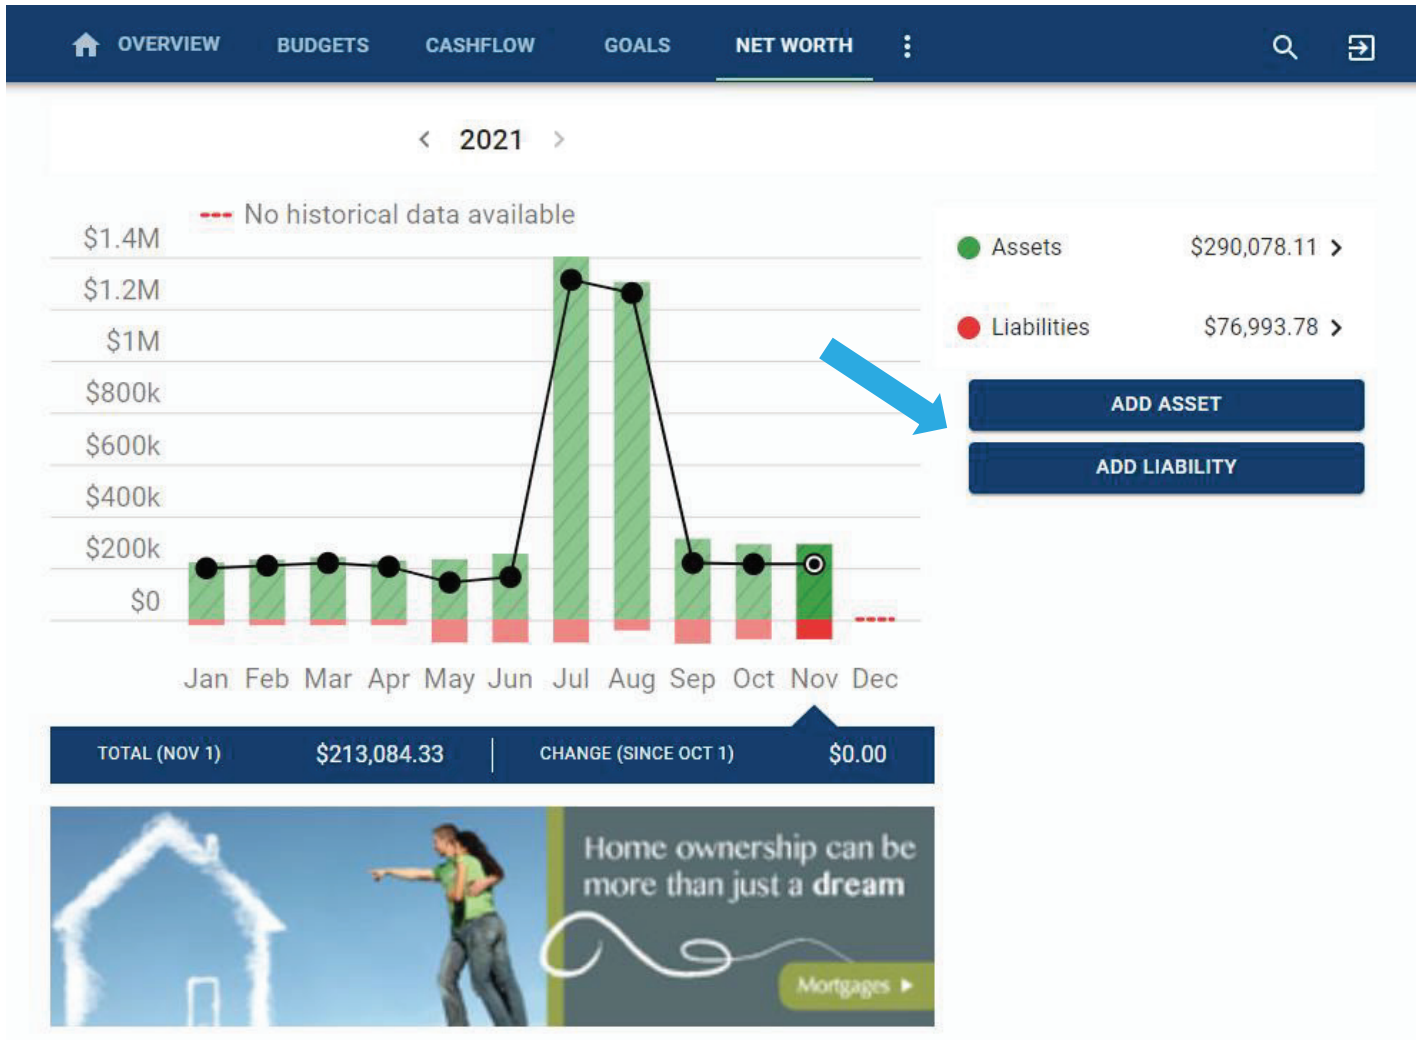 OVERVIEW BUDGETS CASHFLOW GOALS NET WORTH
2021
No historical data available
$1.4M
$1.2M
$1M
$800k
$600k
$400k
$200k
$0
Jan Feb Mar Apr May Jun Jul Aug Sep Oct Nov Dec
Assets $290,078.11
Liabilities $76,993.78
ADD ASSET
ADD LIABILITY
TOTAL (NOV 1) $213,084.33 CHANGE (SINCE OCT 1) $0.00
Home ownership can be
more than just a dream
Mortgages